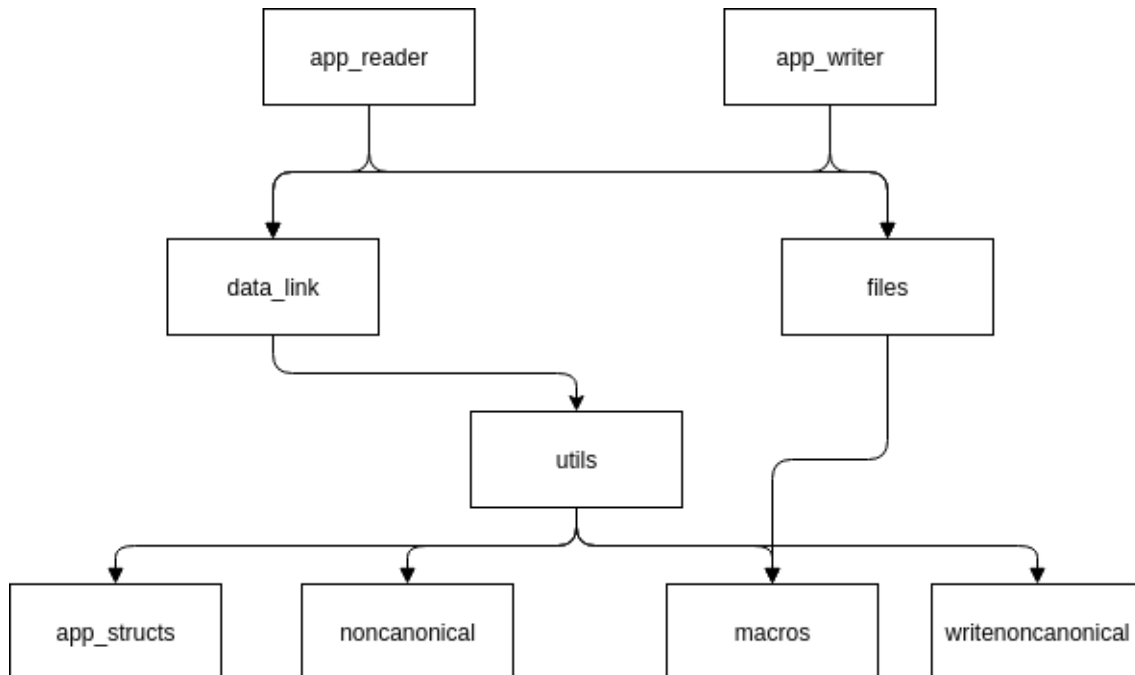 app_reader
app_writer
data_link
files
utils
app_structs
noncanonical
macros
writenoncanonical